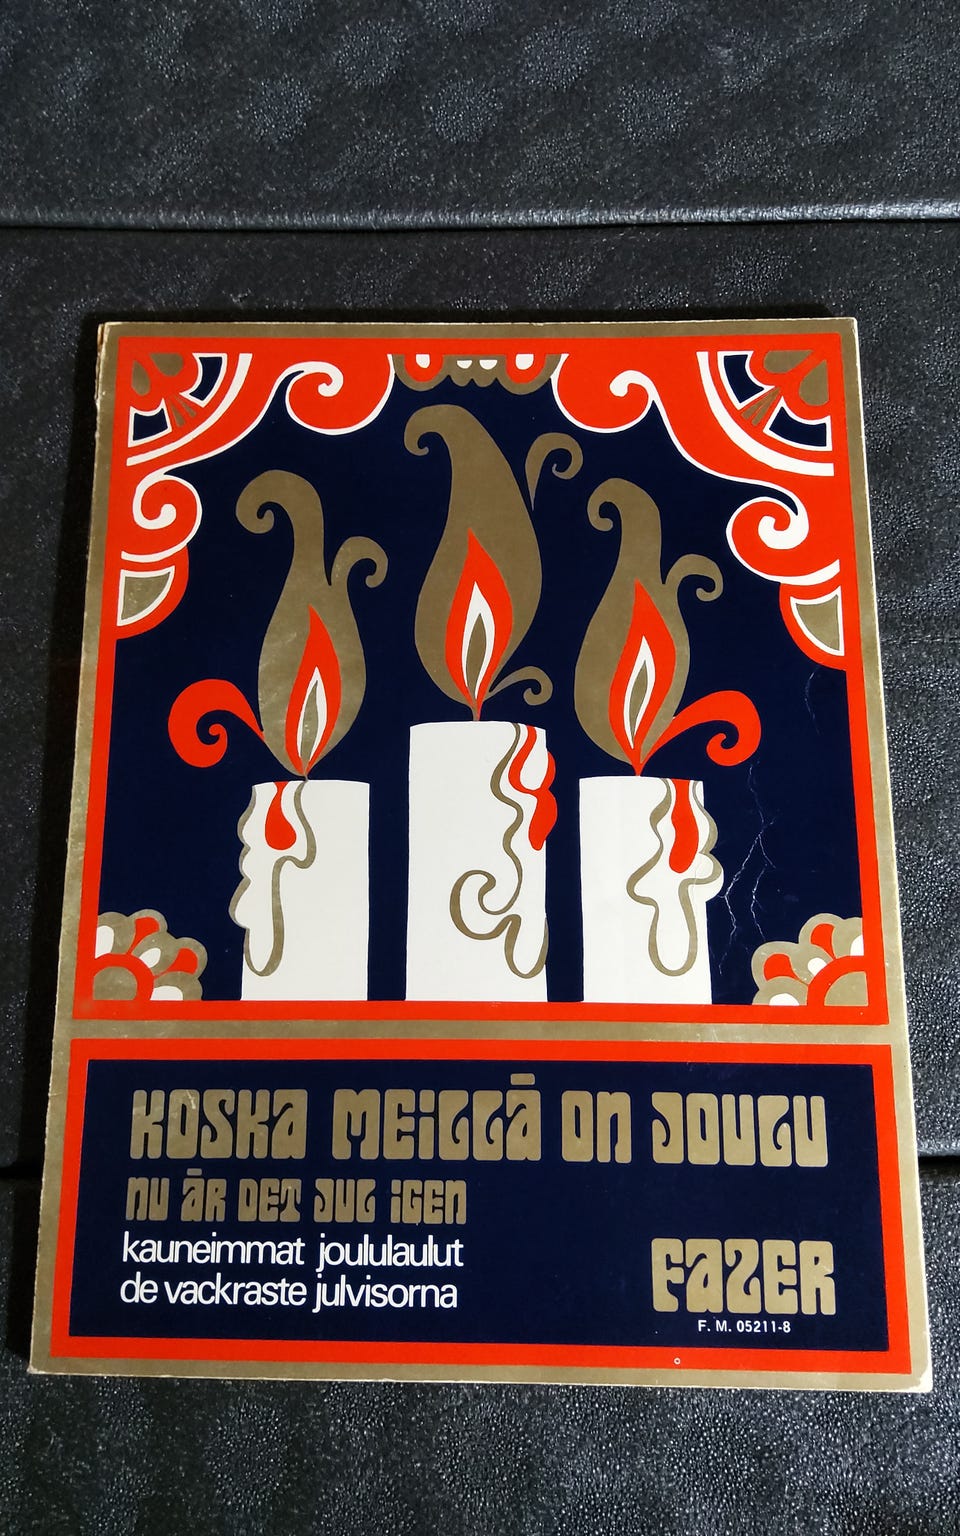 KOSKA MEILLÄ ON JOULU
NU ÄR DET JUL IGEN
kauneimmat joululaulut
de vackraste julvisorna
FAZER
F. M. 05211-8